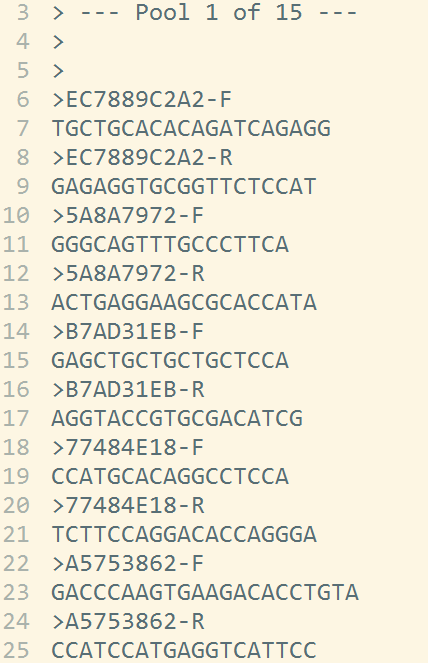 3 > --- Pool 1 of 15 ---
4 >
5 >
6 >EC7889C2A2-F
7 TGCTGCACACAGATCAGAGG
8 >EC7889C2A2-R
9 GAGAGGTGCGGTTCTCCAT
10 >5A8A7972-F
11 GGGCAGTTTGCCCTTCA
12 >5A8A7972-R
13 ACTGAGGAAGCGCACCATA
14 >B7AD31EB-F
15 GAGCTGCTGCTGCTCCA
16 >B7AD31EB-R
17 AGGTACCGTGCGACATCG
18 >77484E18-F
19 CCATGCACAGGCCTCCA
20 >77484E18-R
21 TCTTCCAGGACACCAGGGA
22 >A5753862-F
23 GACCCAAGTGAAGACACCTGTA
24 >A5753862-R
25 CCATCCATGAGGTCATTCC